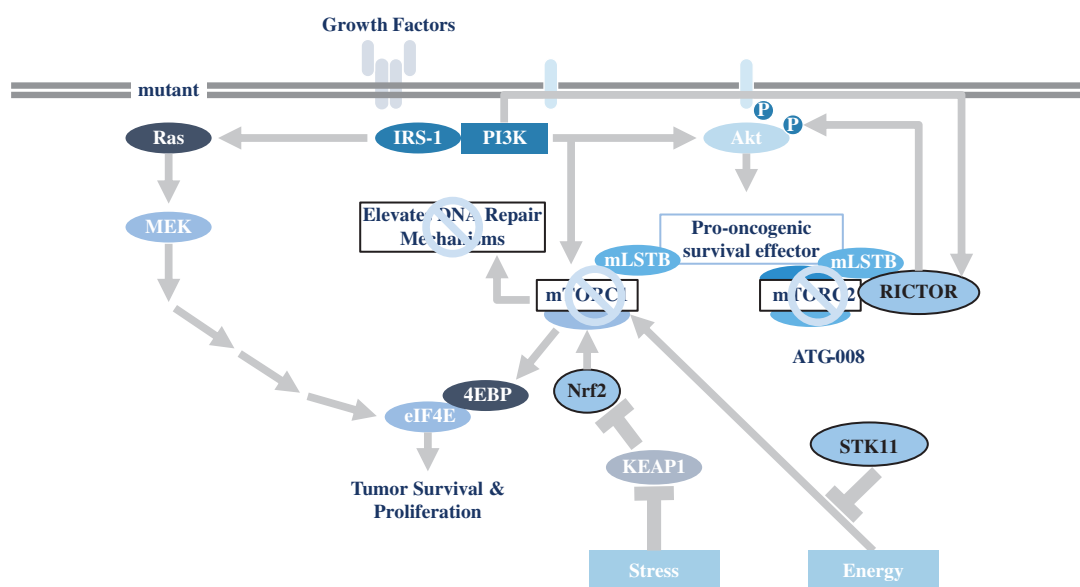 Growth Factors
mutant
P
P
Ras
IRS-1
PI3K
Akt
MEK
Elevates DNA Repair
Mechanisms
Pro-oncogenic
survival effector
mLSTB
mLSTB
mTORC1
mTORC2
RICTOR
ATG-008
4EBP
Nrf2
eIF4E
STK11
KEAP1
Tumor Survival &
Proliferation
Stress
Energy